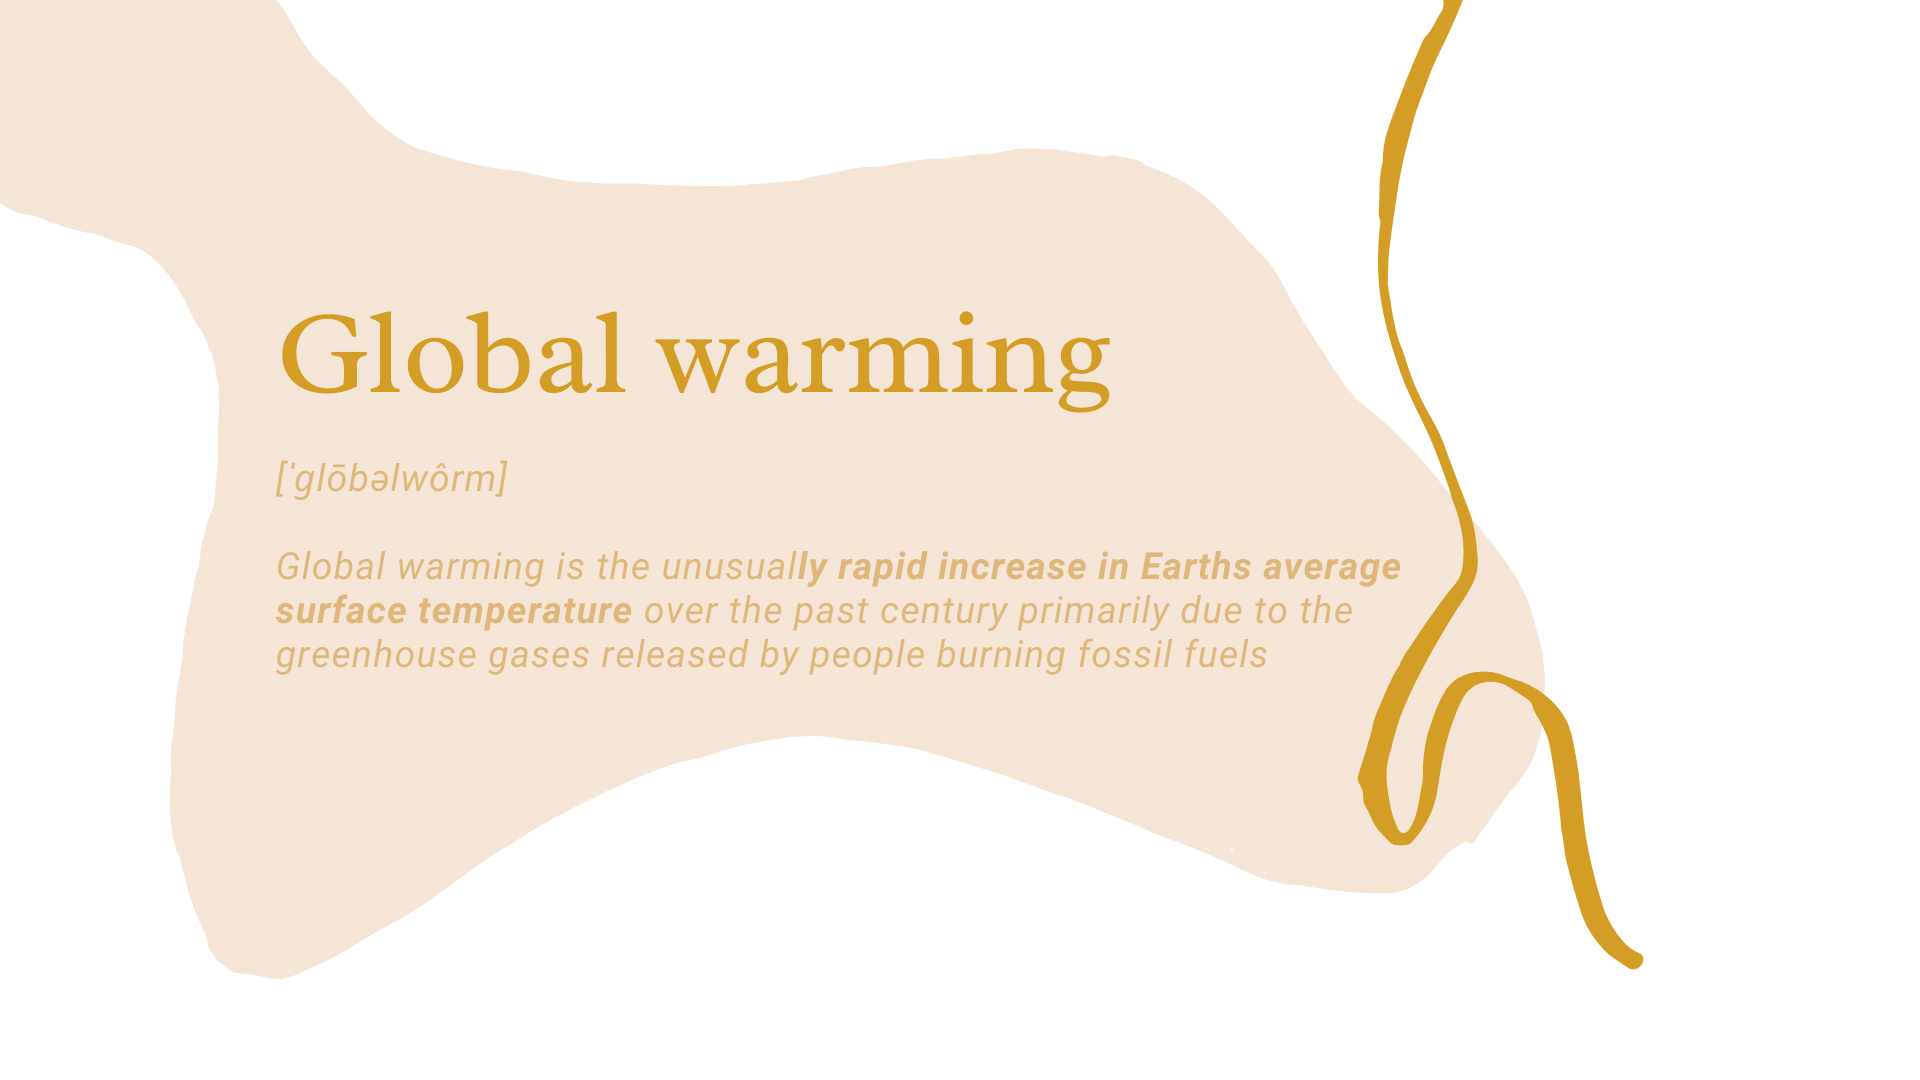 Global warming
[ˈglōbəlwôrm]
Global warming is the unusually rapid increase in Earths average
surface temperature over the past century primarily due to the
greenhouse gases released by people burning fossil fuels